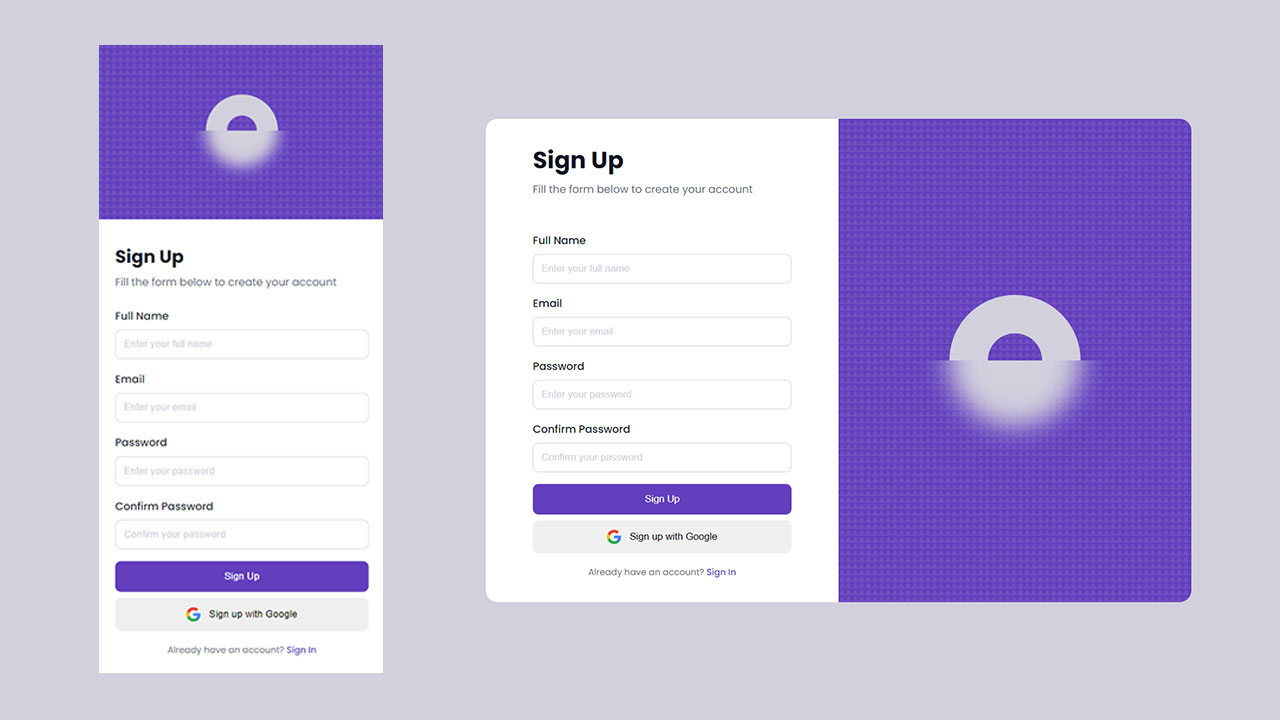 Sign Up
Fill the form below to create your account
Full Name
Enter your full name
Email
Enter your email
Password
Enter your password
Confirm Password
Confirm your password
Sign Up
Sign up with Google
Already have an account? Sign In
Sign Up
Fill the form below to create your account
Full Name
Enter your full name
Email
Enter your email
Password
Enter your password
Confirm Password
Confirm your password
Sign Up
Sign up with Google
Already have an account? Sign In